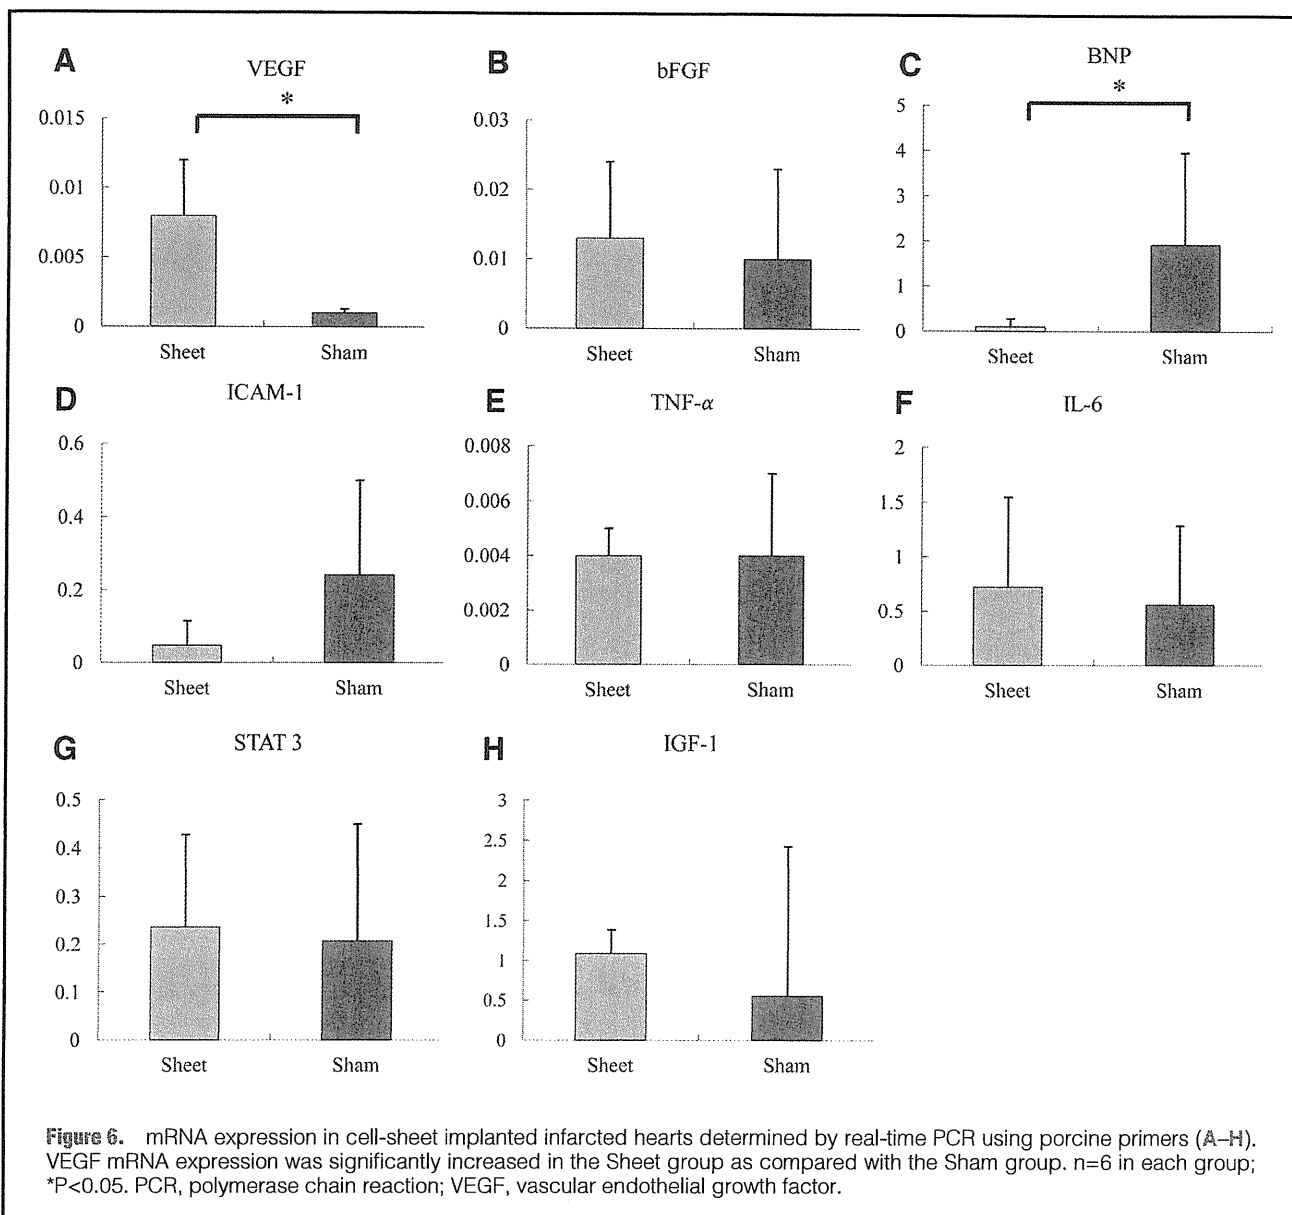 A
VEGF
*
0.015
0.01
0.005
0
Sheet
Sham
B
bFGF
0.03
0.02
0.01
0
Sheet
Sham
C
BNP
*
5
4
3
2
1
0
Sheet
Sham
D
ICAM-1
0.6
0.4
0.2
0
Sheet
Sham
E
TNF-α
0.008
0.006
0.004
0.002
0
Sheet
Sham
F
IL-6
2
1.5
1
0.5
0
Sheet
Sham
G
STAT 3
0.5
0.4
0.3
0.2
0.1
0
Sheet
Sham
H
IGF-1
3
2.5
2
1.5
1
0.5
0
Sheet
Sham
Figure 6. mRNA expression in cell-sheet implanted infarcted hearts determined by real-time PCR using porcine primers (A–H).
VEGF mRNA expression was significantly increased in the Sheet group as compared with the Sham group. n=6 in each group;
*P<0.05. PCR, polymerase chain reaction; VEGF, vascular endothelial growth factor.